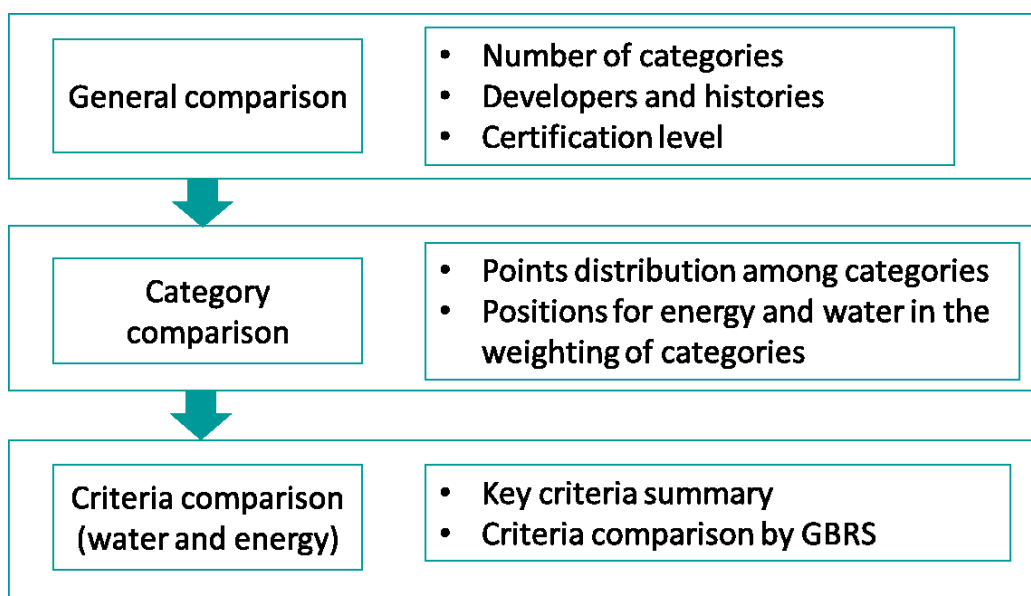 General comparison
• Number of categories
• Developers and histories
• Certification level
Category
comparison
• Points distribution among categories
• Positions for energy and water in the
weighting of categories
Criteria comparison
(water and energy)
• Key criteria summary
• Criteria comparison by GBRS